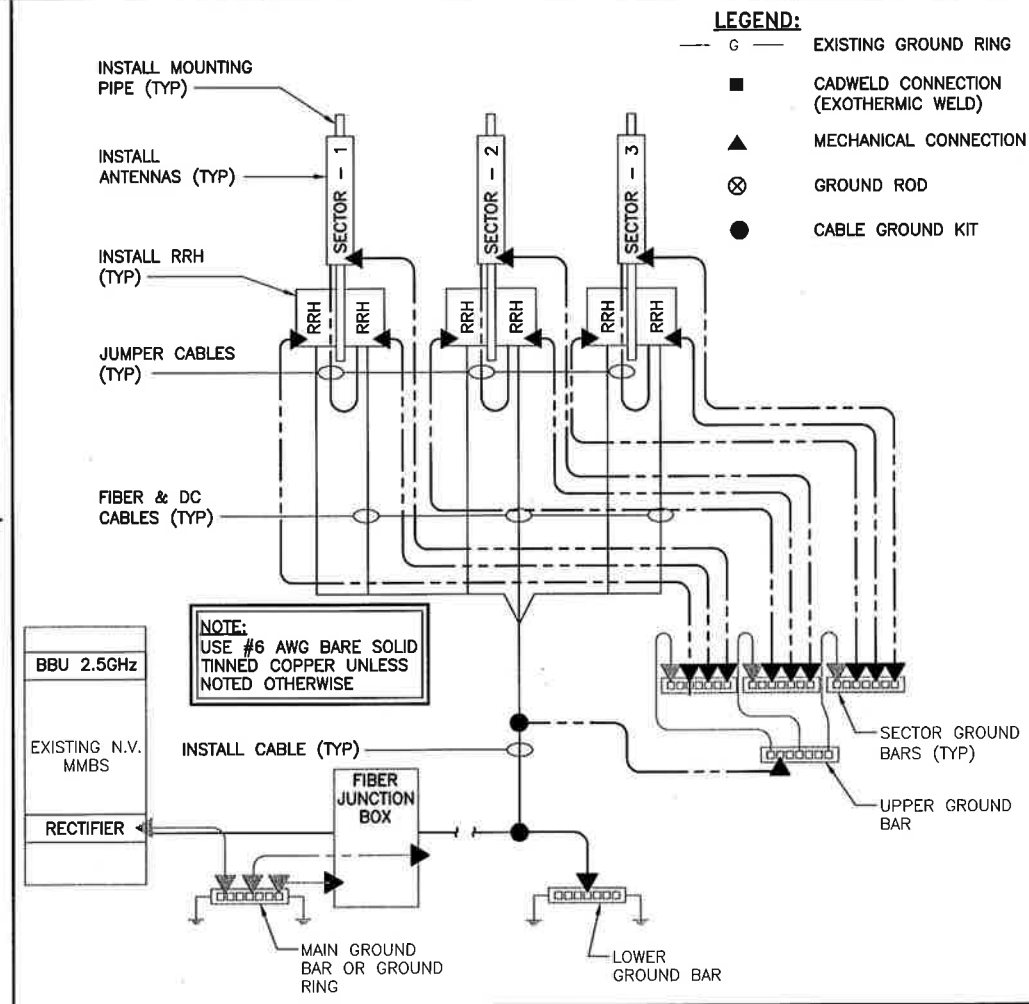 LEGEND:
G
EXISTING GROUND RING
CADWELD CONNECTION
(EXOTHERMIC WELD)
MECHANICAL CONNECTION
GROUND ROD
CABLE GROUND KIT
INSTALL MOUNTING
PIPE (TYP)
INSTALL
ANTENNAS (TYP)
SECTOR - 1
SECTOR - 2
SECTOR - 3
INSTALL RRH
(TYP)
RRH
RRH
RRH
RRH
RRH
RRH
JUMPER CABLES
(TYP)
FIBER & DC
CABLES (TYP)
NOTE:
USE #6 AWG BARE SOLID
TINNED COPPER UNLESS
NOTED OTHERWISE
BBU 2.5GHz
EXISTING N.V.
MMBS
RECTIFIER
INSTALL CABLE (TYP)
FIBER
JUNCTION
BOX
SECTOR GROUND
BARS (TYP)
UPPER GROUND
BAR
MAIN GROUND
BAR OR GROUND
RING
LOWER
GROUND BAR